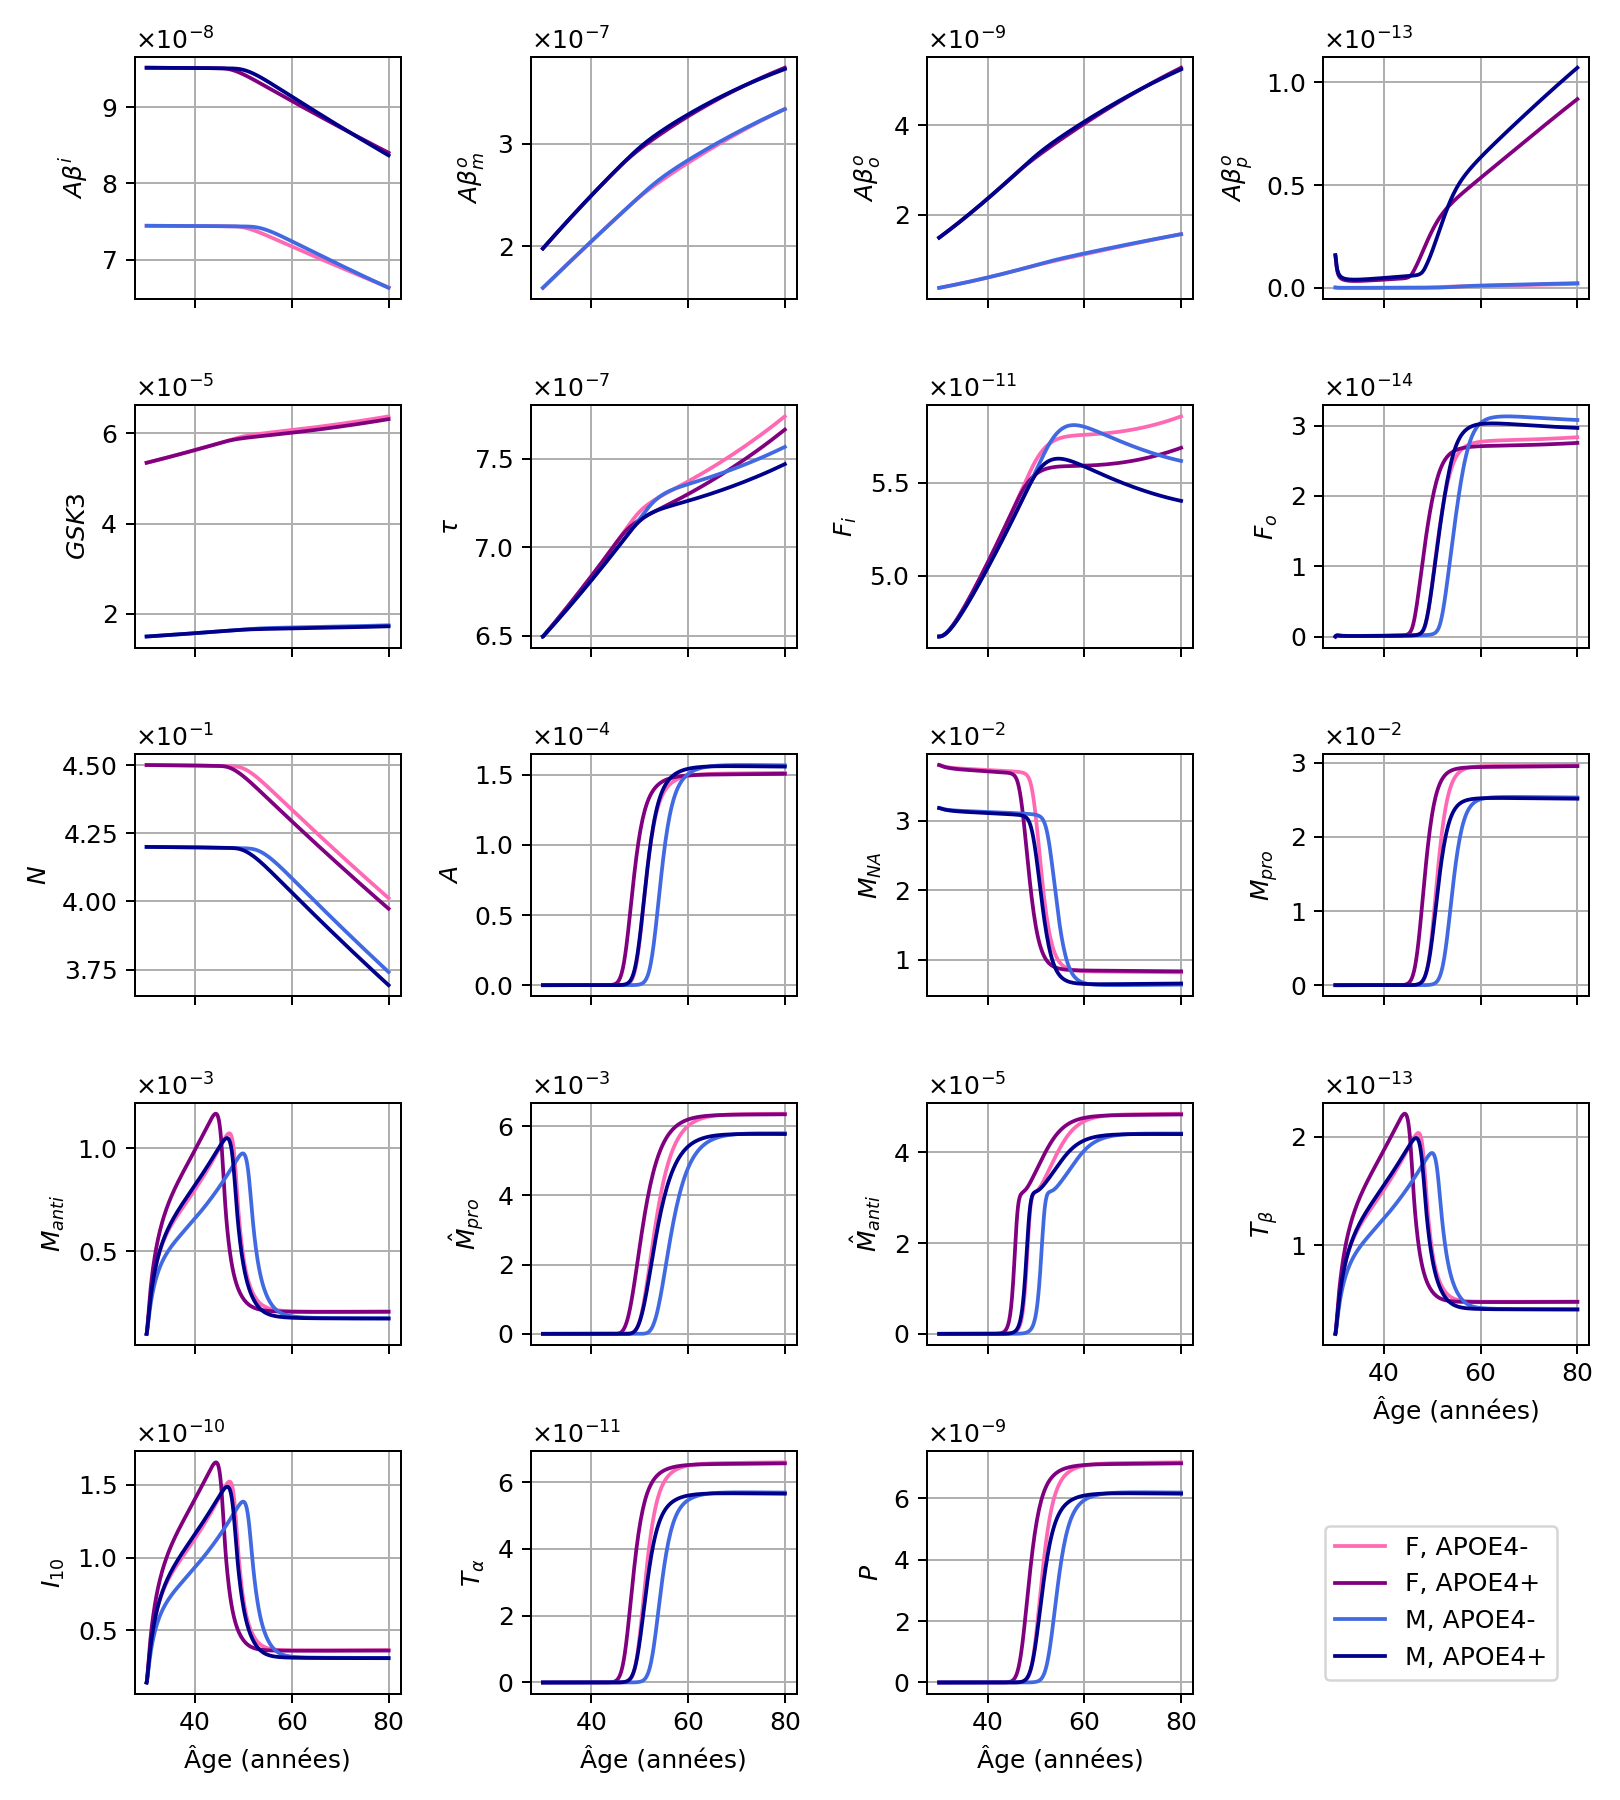 ×10⁻⁸ ×10⁻⁷ ×10⁻⁹ ×10⁻¹³
Aβⁱ 9 8 7
Aβₘᵒ 3 2
Aβₒᵒ 4 2
Aβₚᵒ 1.0 0.5 0.0
×10⁻⁵ ×10⁻⁷ ×10⁻¹¹ ×10⁻¹⁴
GSK3 6 4 2
τ 7.5 7.0 6.5
Fᵢ 5.5 5.0
Fₒ 3 2 1 0
×10⁻¹ ×10⁻⁴ ×10⁻² ×10⁻²
N 4.50 4.25 4.00 3.75
A 1.5 1.0 0.5 0.0
M_NA 3 2 1
M_pro 3 2 1 0
×10⁻³ ×10⁻³ ×10⁻⁵ ×10⁻¹³
M_anti 1.0 0.5
M̂_pro 6 4 2 0
M̂_anti 4 2 0
T_β 2 1
40 60 80
Âge (années)
×10⁻¹⁰ ×10⁻¹¹ ×10⁻⁹
I₁₀ 1.5 1.0 0.5
T_α 6 4 2 0
P 6 4 2 0
40 60 80 40 60 80 40 60 80
Âge (années) Âge (années) Âge (années)
F, APOE4-
F, APOE4+
M, APOE4-
M, APOE4+